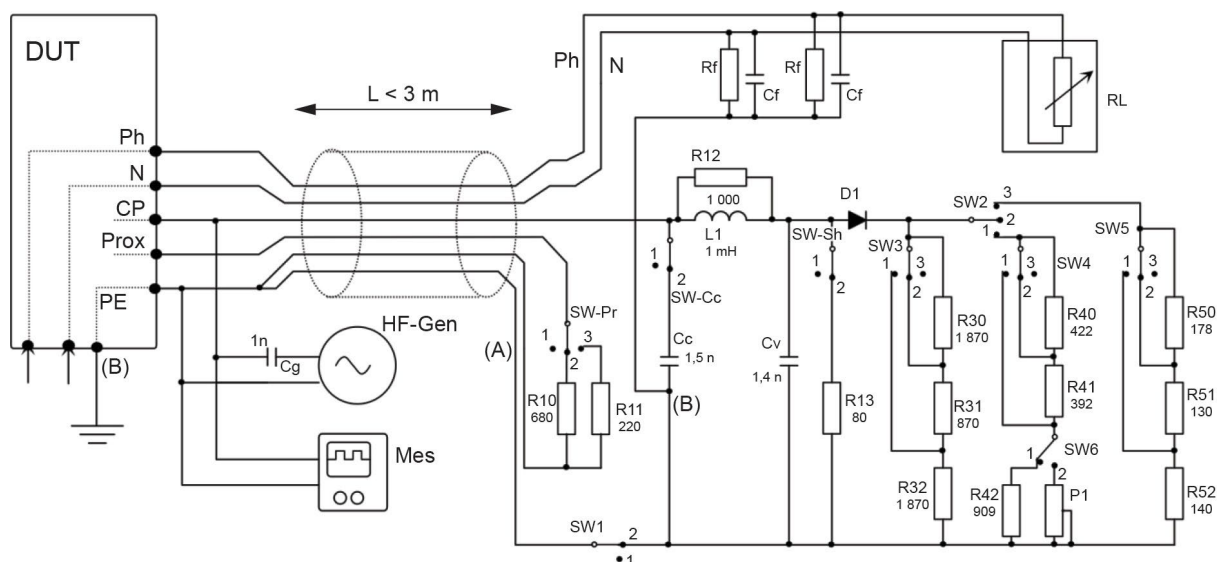 DUT
Ph
N
L < 3 m
Rf
Cf
Rf
Cf
RL
Ph
N
CP
Prox
PE
(B)
R12
1 000
L1
1 mH
D1
SW2
3
2
1
SW-Sh
1
2
SW3
1
3
2
SW4
1
3
2
SW5
1
3
2
1
2
SW-Cc
Cc
1,5 n
Cv
1,4 n
(B)
R13
80
R30
1 870
R31
870
R32
1 870
R40
422
R41
392
SW6
1
2
R42
909
P1
R50
178
R51
130
R52
140
HF-Gen
1n
Cg
(A)
SW-Pr
1
3
2
R10
680
R11
220
Mes
SW1
2
1